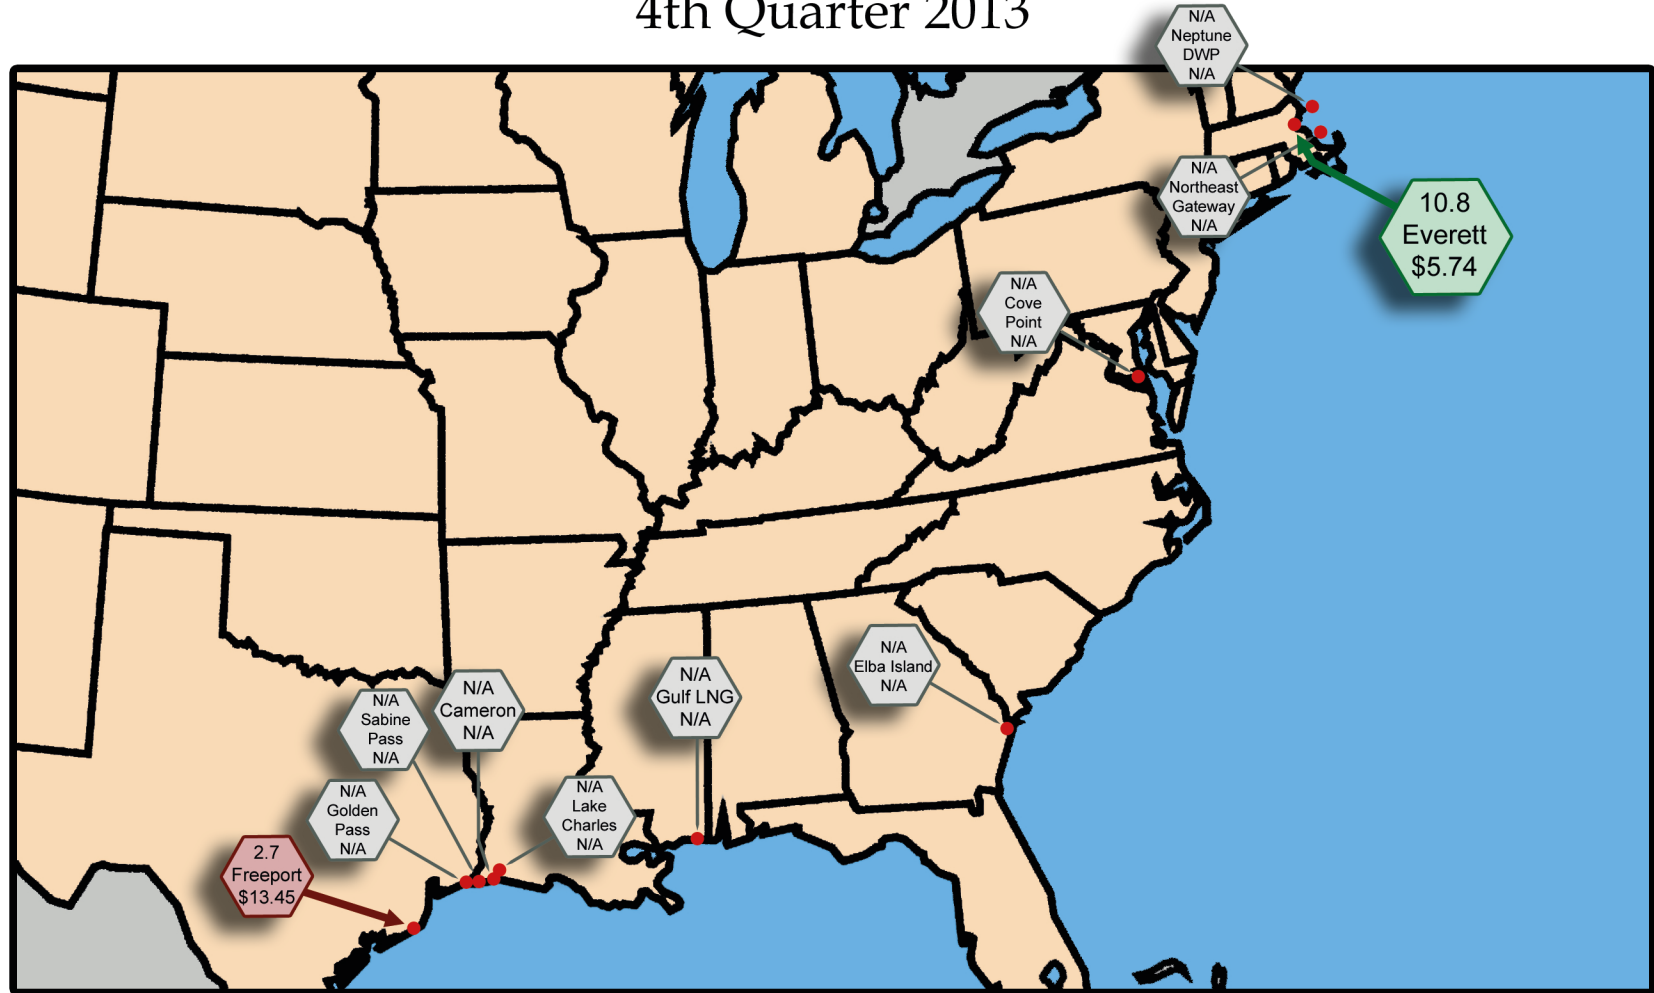 4th Quarter 2013
N/A
Neptune
DWP
N/A
N/A
Northeast
Gateway
N/A
10.8
Everett
$5.74
N/A
Cove
Point
N/A
N/A
Elba Island
N/A
N/A
Gulf LNG
N/A
N/A
Cameron
N/A
N/A
Sabine
Pass
N/A
N/A
Golden
Pass
N/A
N/A
Lake
Charles
N/A
2.7
Freeport
$13.45